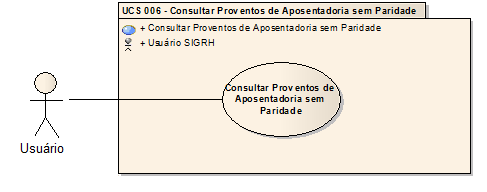 UCS 006 - Consultar Proventos de Aposentadoria sem Paridade
+ Consultar Proventos de Aposentadoria sem Paridade
+ Usuário SIGRH
Consultar Proventos de
Aposentadoria sem
Paridade
Usuário